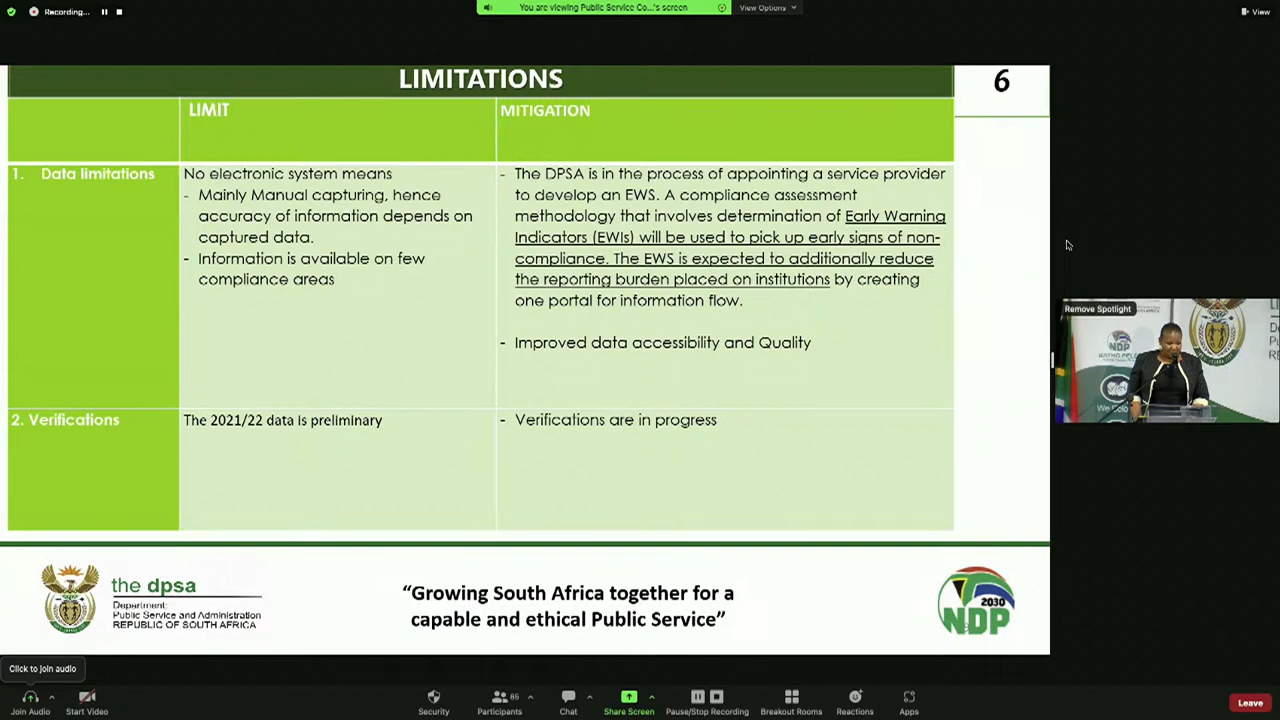 Recording...
You are viewing Public Service Co...'s screen
View Options
View
LIMITATIONS
6
LIMIT
MITIGATION
1. Data limitations
No electronic system means
- Mainly Manual capturing, hence
accuracy of information depends on
captured data.
- Information is available on few
compliance areas
- The DPSA is in the process of appointing a service provider
to develop an EWS. A compliance assessment
methodology that involves determination of Early Warning
Indicators (EWIs) will be used to pick up early signs of non-
compliance. The EWS is expected to additionally reduce
the reporting burden placed on institutions by creating
one portal for information flow.
- Improved data accessibility and Quality
2. Verifications
The 2021/22 data is preliminary
- Verifications are in progress
Remove Spotlight
NDP
the dpsa
Department:
Public Service and Administration
REPUBLIC OF SOUTH AFRICA
“Growing South Africa together for a
capable and ethical Public Service”
2030
NDP
Click to join audio
Join Audio
Start Video
Security
85
Participants
Chat
Share Screen
Pause/Stop Recording
Breakout Rooms
Reactions
Apps
Leave